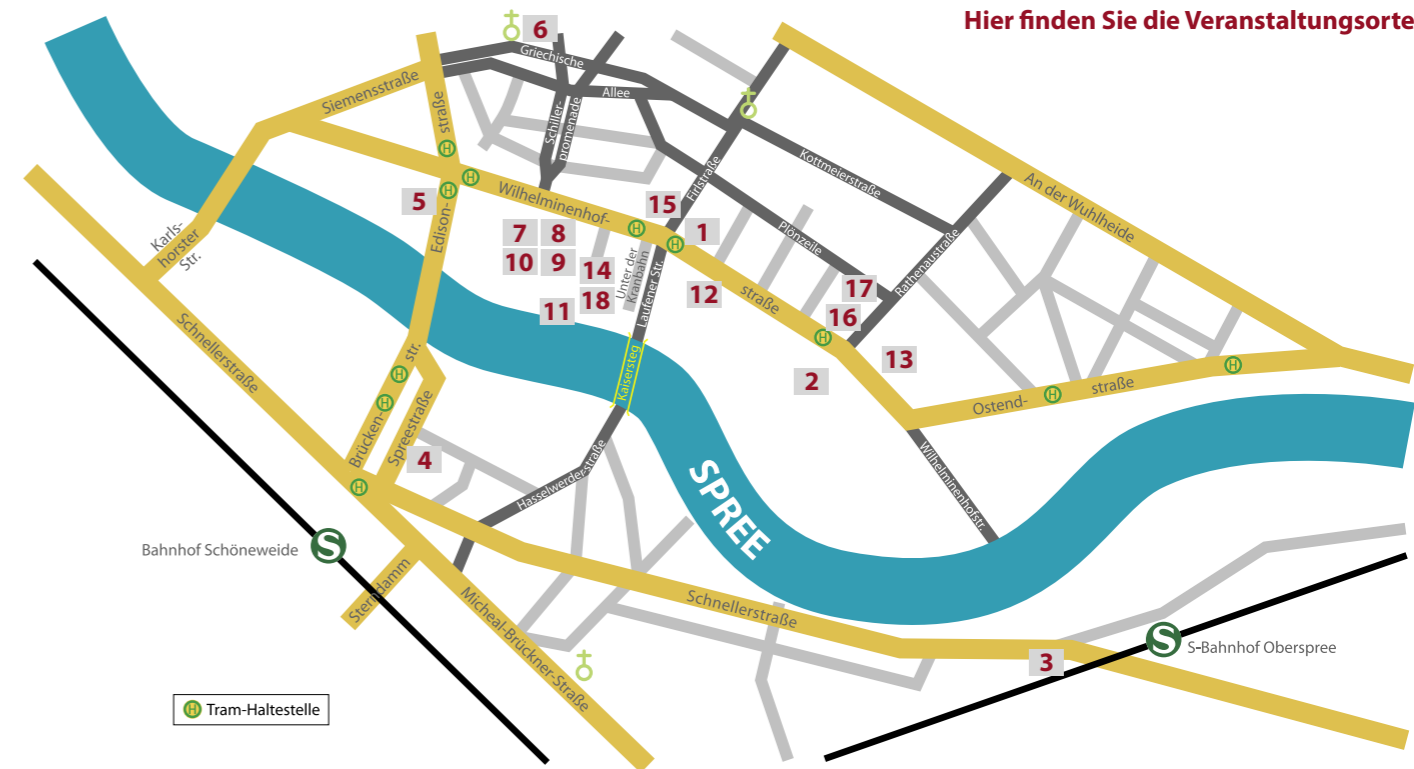 Hier finden Sie die Veranstaltungsorte
6
Griechische
Siemensstraße
Allee
straße
Schiller-
promenade
Kottmeierstraße
An der Wuhlheide
Firlstraße
5
Wilhelminenhof-
15
1
Edison-
Karls-
horster
Str.
7
8
10
9
14
Unter der
Kranbahn
Plönzeile
Rathenaustraße
17
11
18
Laufener Str.
12
straße
16
13
2
Schnellerstraße
str.
Kaisersteg
Brücken-
Spreestraße
Ostend-
straße
4
SPREE
Hasselwerder-straße
Wilhelminenhofstr.
Bahnhof Schöneweide
S
Sterndamm
Micheal-Brückner-Straße
Schnellerstraße
3
S
S-Bahnhof Oberspree
H Tram-Haltestelle
H
H
H
H
H
H
H
H
H
H
H